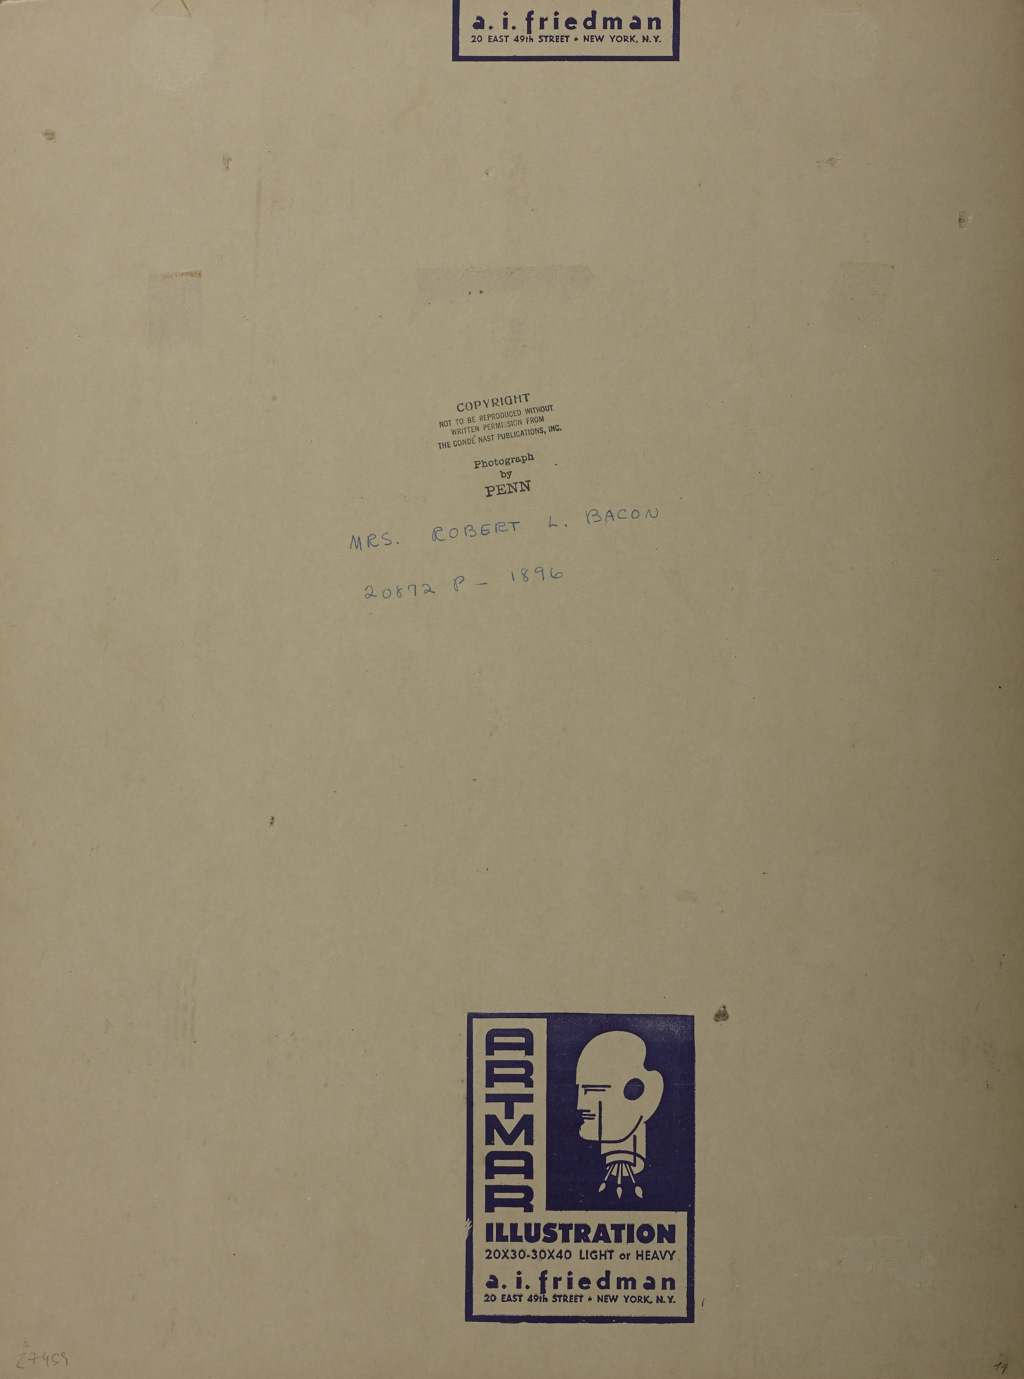 a. i. friedman
20 EAST 49th STREET • NEW YORK, N.Y.
COPYRIGHT
NOT TO BE REPRODUCED WITHOUT
WRITTEN PERMISSION FROM
THE CONDÉ NAST PUBLICATIONS, INC.
Photograph
by
PENN
MRS. ROBERT L. BACON
20872 P - 1896
ARTMAR
ILLUSTRATION
20X30-30X40 LIGHT or HEAVY
a. i. friedman
20 EAST 49th STREET • NEW YORK, N.Y.
27459
19